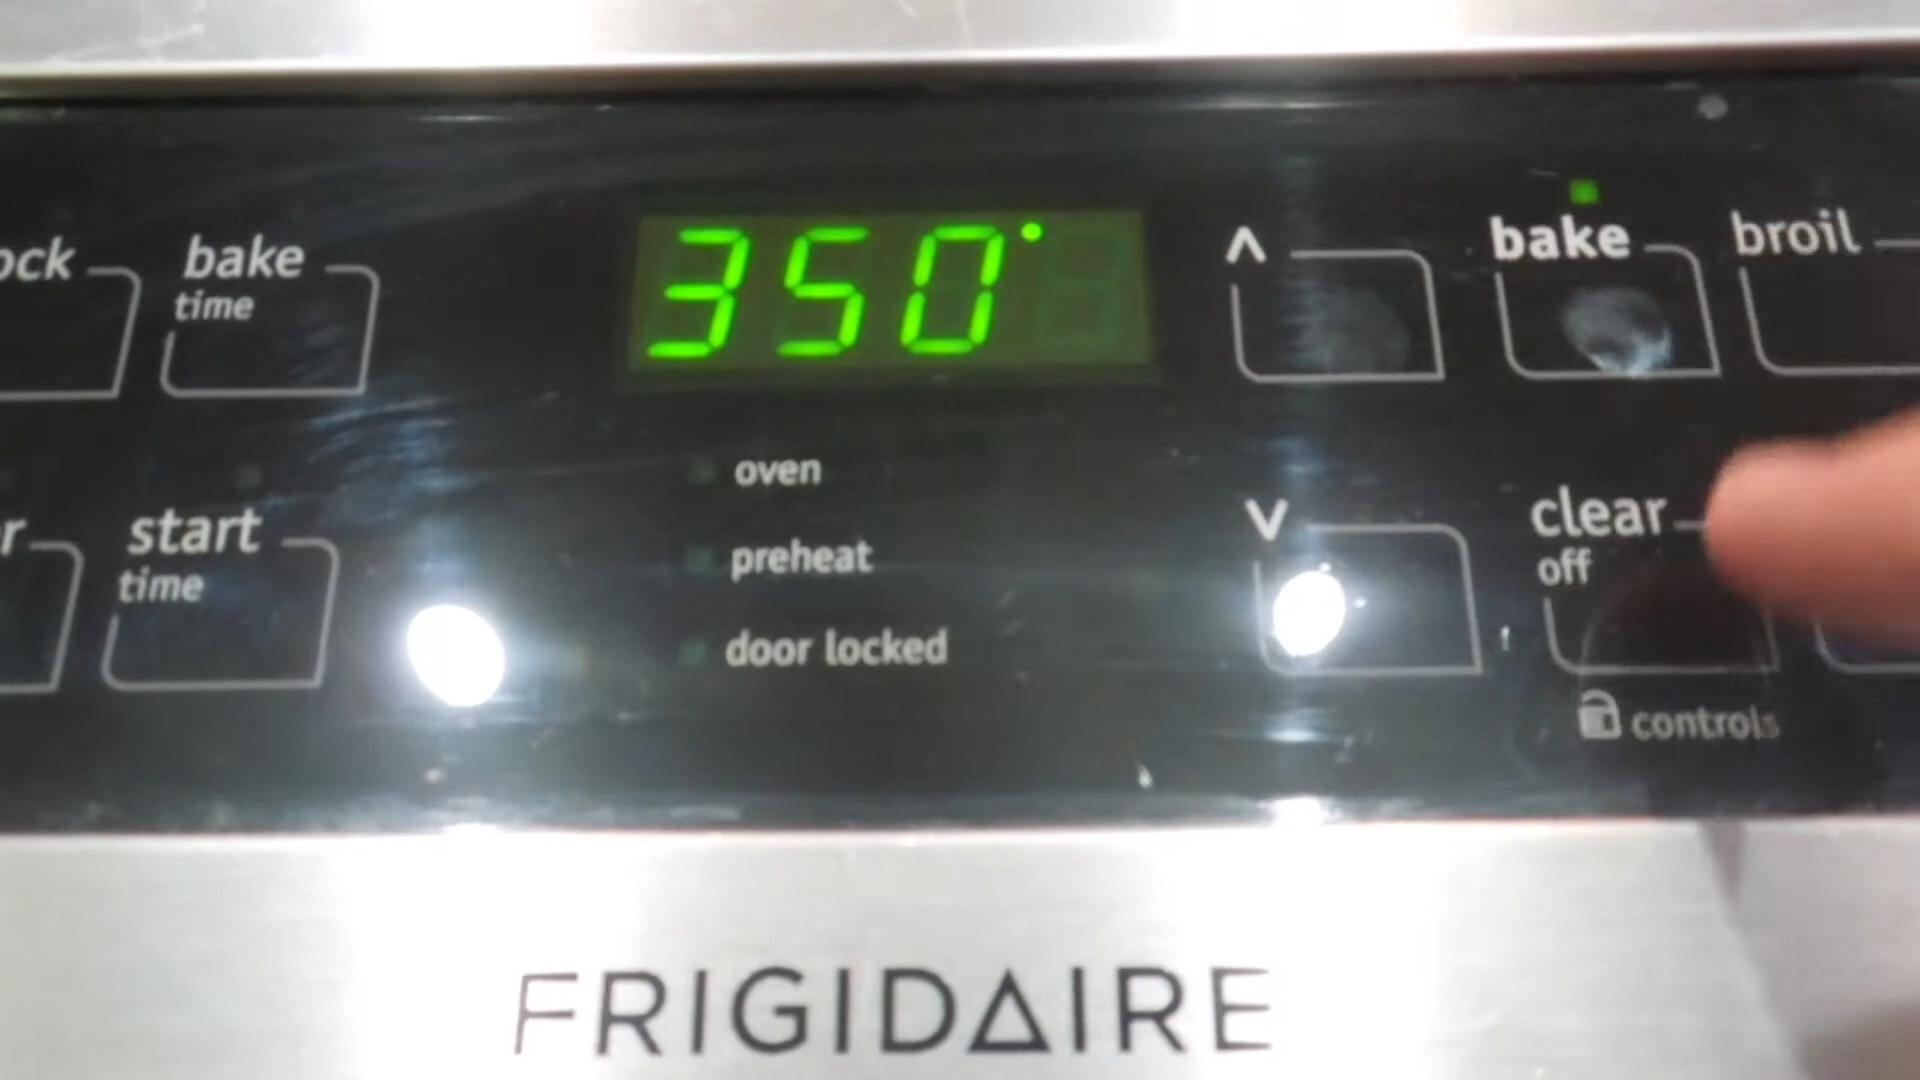 ock
bake
time
350°
^
bake
broil
r
start
time
oven
preheat
door locked
v
clear
off
controls
FRIGIDAIRE